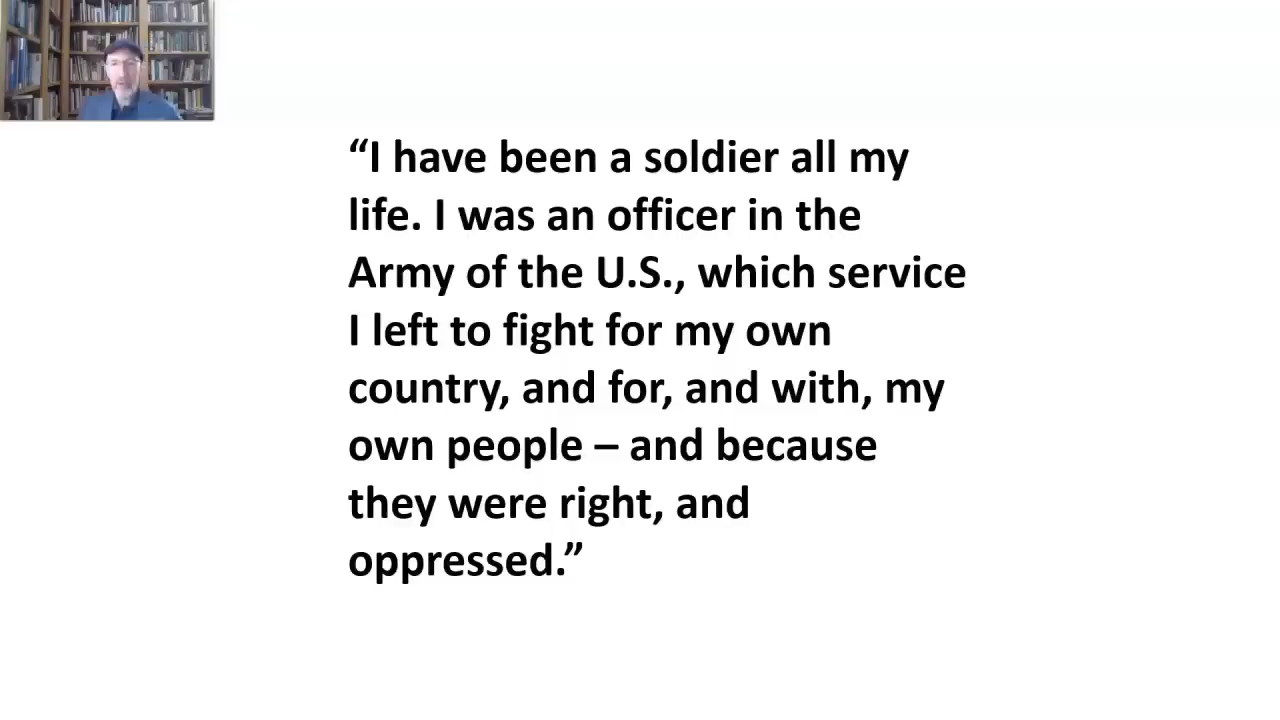 “I have been a soldier all my
life. I was an officer in the
Army of the U.S., which service
I left to fight for my own
country, and for, and with, my
own people – and because
they were right, and
oppressed.”